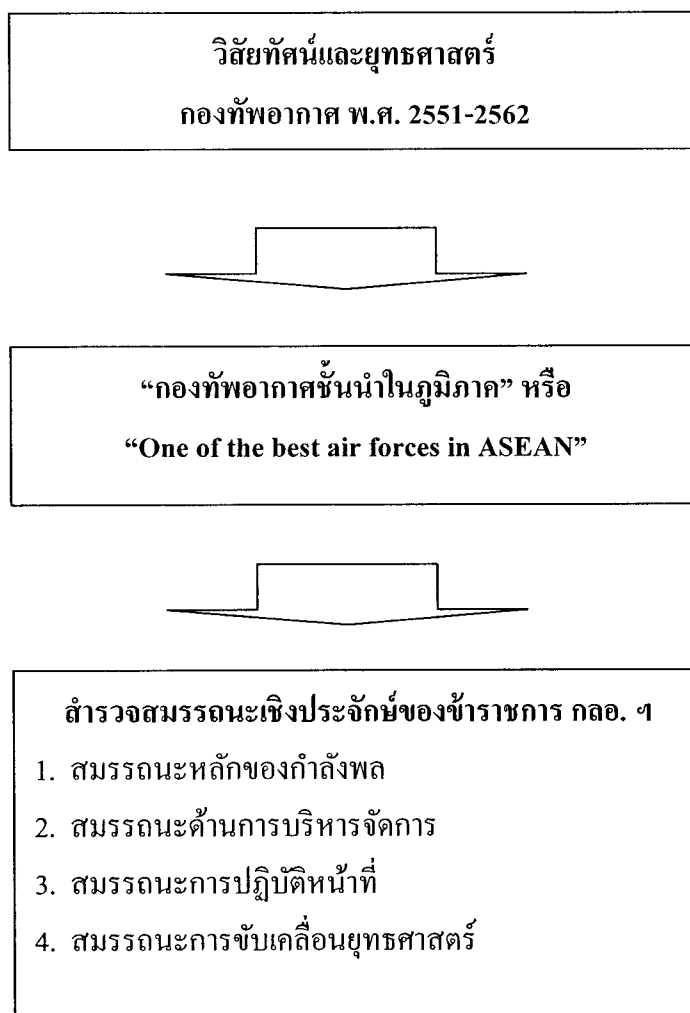 วิสัยทัศน์และยุทธศาสตร์
กองทัพอากาศ พ.ศ. 2551-2562
“กองทัพอากาศชั้นนำในภูมิภาค” หรือ
“One of the best air forces in ASEAN”
สำรวจสมรรถนะเชิงประจักษ์ของข้าราชการ กลอ. ฯ
1. สมรรถนะหลักของกำลังพล
2. สมรรถนะด้านการบริหารจัดการ
3. สมรรถนะการปฏิบัติหน้าที่
4. สมรรถนะการขับเคลื่อนยุทธศาสตร์